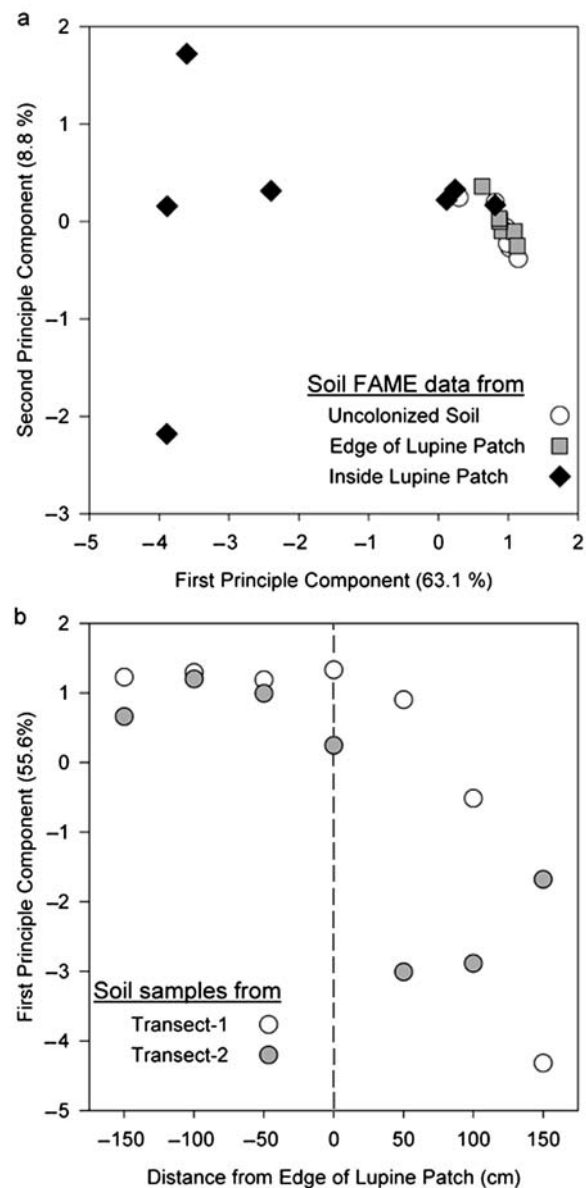 a
Second Principle Component (8.8 %)
2
1
0
−1
−2
−3
Soil FAME data from
Uncolonized Soil
Edge of Lupine Patch
Inside Lupine Patch
−5 −4 −3 −2 −1 0 1 2
First Principle Component (63.1 %)
b
First Principle Component (55.6%)
2
1
0
−1
−2
−3
−4
−5
Soil samples from
Transect-1
Transect-2
−150 −100 −50 0 50 100 150
Distance from Edge of Lupine Patch (cm)